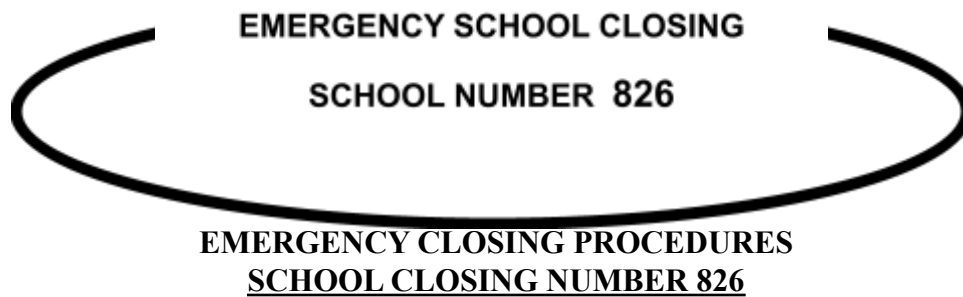 EMERGENCY SCHOOL CLOSING
SCHOOL NUMBER 826
EMERGENCY CLOSING PROCEDURES
SCHOOL CLOSING NUMBER 826